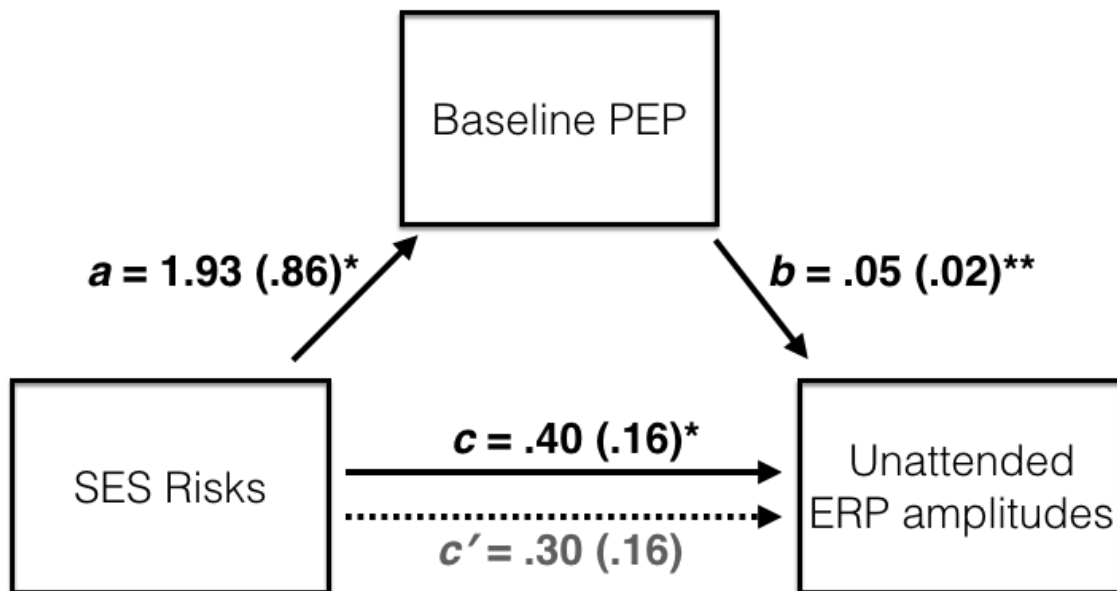 Baseline PEP
a = 1.93 (.86)*
b = .05 (.02)**
SES Risks
c = .40 (.16)*
c′ = .30 (.16)
Unattended
ERP amplitudes